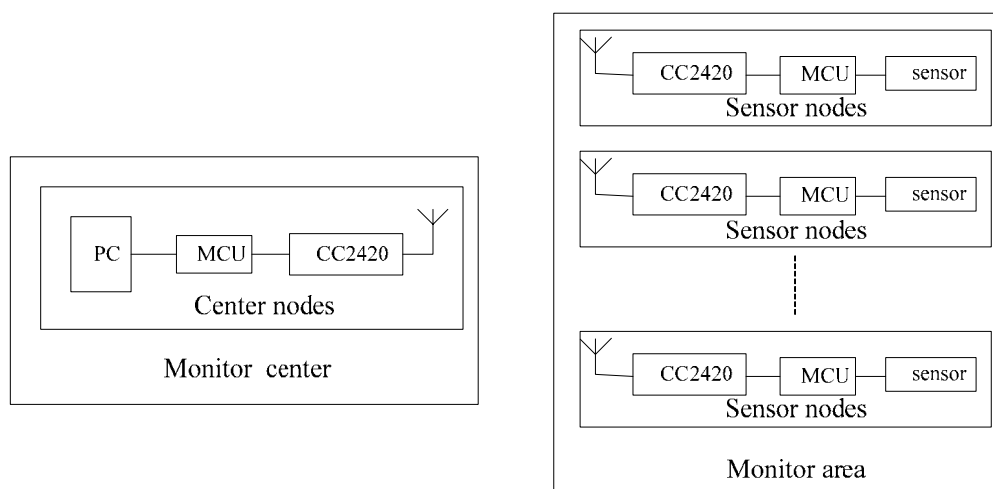 PC
MCU
CC2420
Center nodes
Monitor center
CC2420
MCU
sensor
Sensor nodes
CC2420
MCU
sensor
Sensor nodes
CC2420
MCU
sensor
Sensor nodes
Monitor area